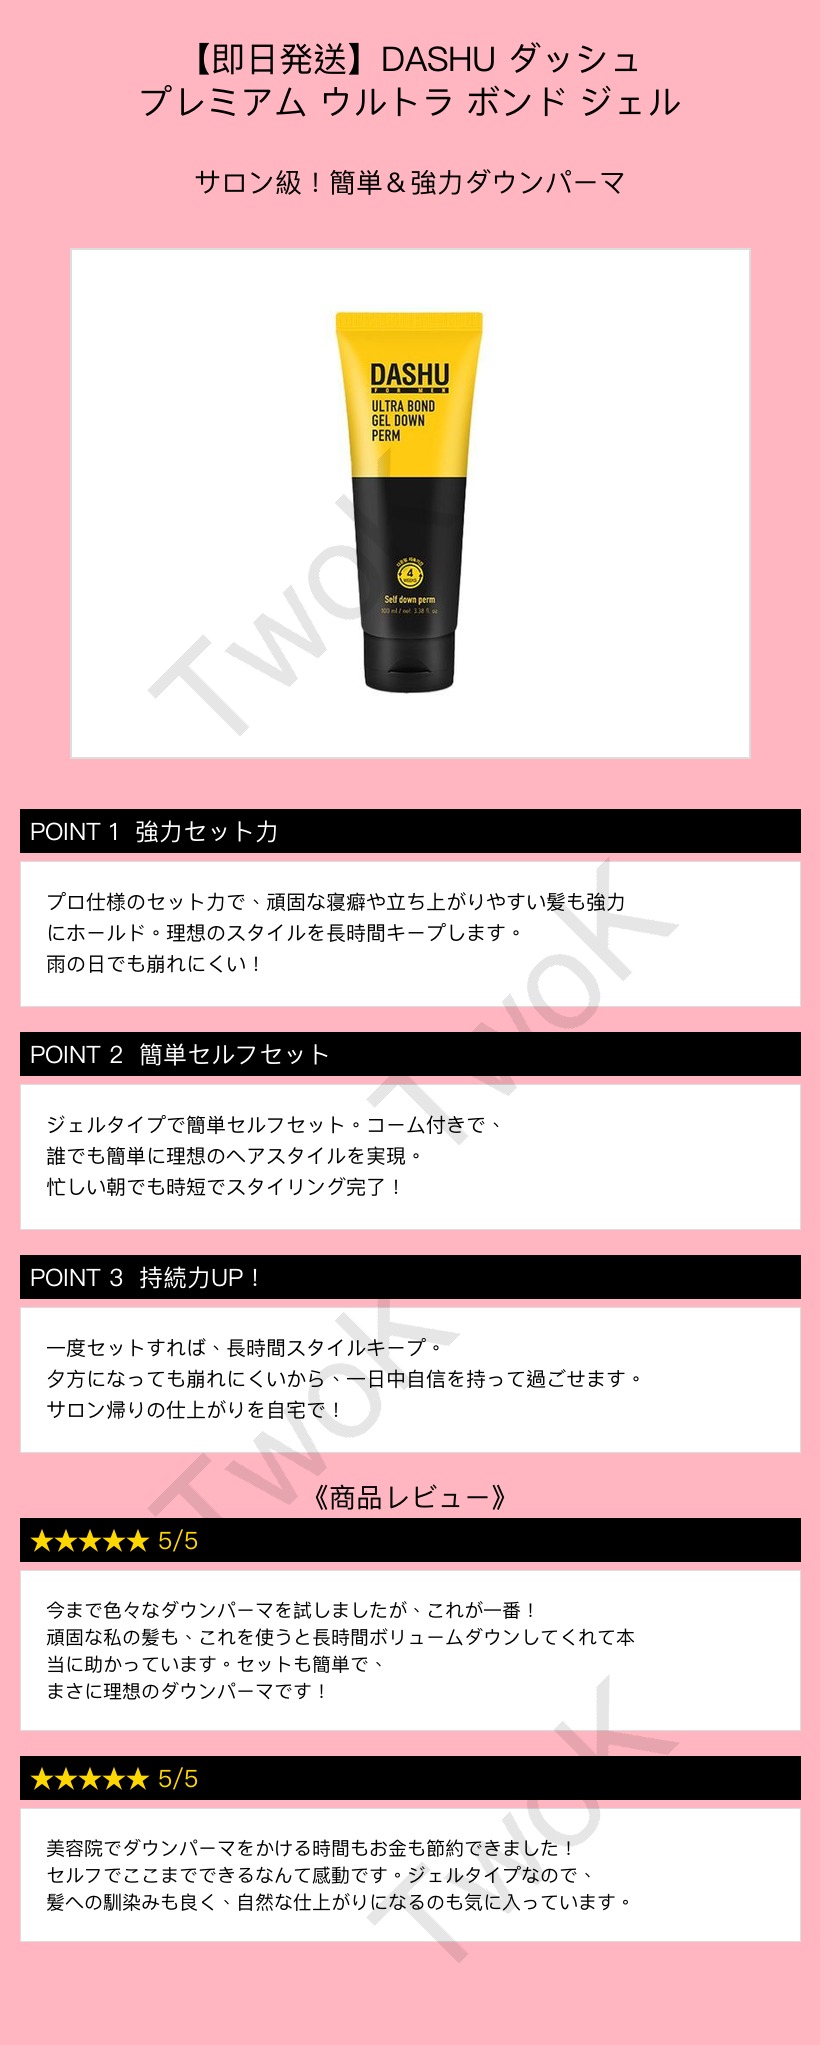 【即日発送】DASHU ダッシュ
プレミアム ウルトラ ボンド ジェル
サロン級！簡単＆強力ダウンパーマ
DASHU
FOR MEN
ULTRA BOND
GEL DOWN
PERM
4
WEEKS
Self down perm
100 ml / net. 3.38 fl. oz.
TwoK
POINT 1 強力セット力
プロ仕様のセット力で、頑固な寝癖や立ち上がりやすい髪も強力
にホールド。理想のスタイルを長時間キープします。
雨の日でも崩れにくい！
TwoK
POINT 2 簡単セルフセット
ジェルタイプで簡単セルフセット。コーム付きで、
誰でも簡単に理想のヘアスタイルを実現。
忙しい朝でも時短でスタイリング完了！
POINT 3 持続力UP！
一度セットすれば、長時間スタイルキープ。
夕方になっても崩れにくいから、一日中自信を持って過ごせます。
サロン帰りの仕上がりを自宅で！
TwoK
《商品レビュー》
★★★★★ 5/5
今まで色々なダウンパーマを試しましたが、これが一番！
頑固な私の髪も、これを使うと長時間ボリュームダウンしてくれて本
当に助かっています。セットも簡単で、
まさに理想のダウンパーマです！
★★★★★ 5/5
美容院でダウンパーマをかける時間もお金も節約できました！
セルフでここまでできるなんて感動です。ジェルタイプなので、
髪への馴染みも良く、自然な仕上がりになるのも気に入っています。
TwoK